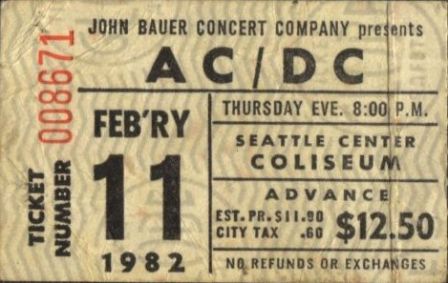 JOHN BAUER CONCERT COMPANY presents
AC/DC
TICKET NUMBER 008671
FEB'RY
11
1982
THURSDAY EVE. 8:00 P.M.
SEATTLE CENTER
COLISEUM
ADVANCE
EST. PR. $11.90
CITY TAX .60
$12.50
NO REFUNDS OR EXCHANGES